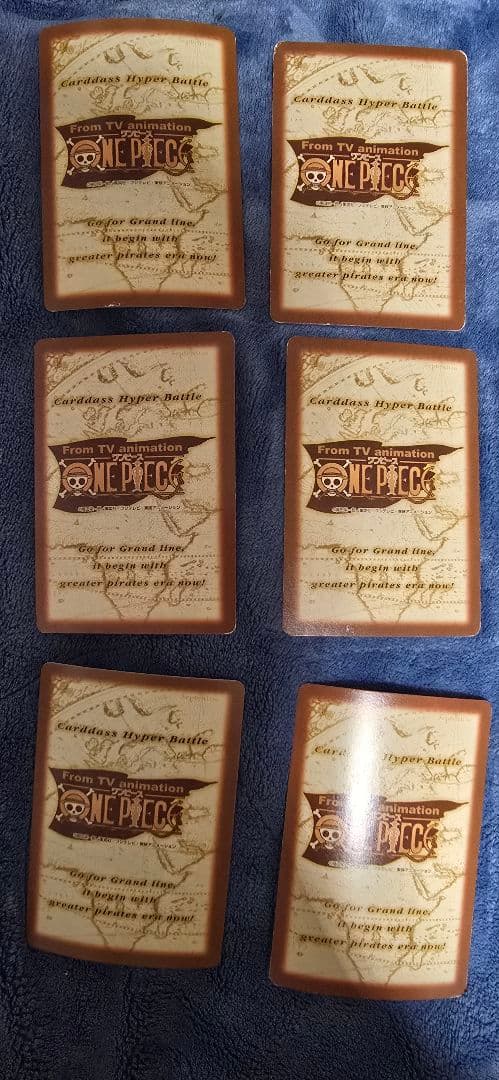 Carddass Hyper Battle
From TV animation
ワンピース
ONE PIECE
Go for Grand line,
it begin with
greater pirates era now!
Carddass Hyper Battle
From TV animation
ワンピース
ONE PIECE
Go for Grand line,
it begin with
greater pirates era now!
Carddass Hyper Battle
From TV animation
ワンピース
ONE PIECE
Go for Grand line,
it begin with
greater pirates era now!
Carddass Hyper Battle
From TV animation
ワンピース
ONE PIECE
Go for Grand line,
it begin with
greater pirates era now!
Carddass Hyper Battle
From TV animation
ワンピース
ONE PIECE
Go for Grand line,
it begin with
greater pirates era now!
Hyper Battle
From TV animation
ワンピース
ONE PIECE
Go for Grand line,
it begin with
greater pirates era now!